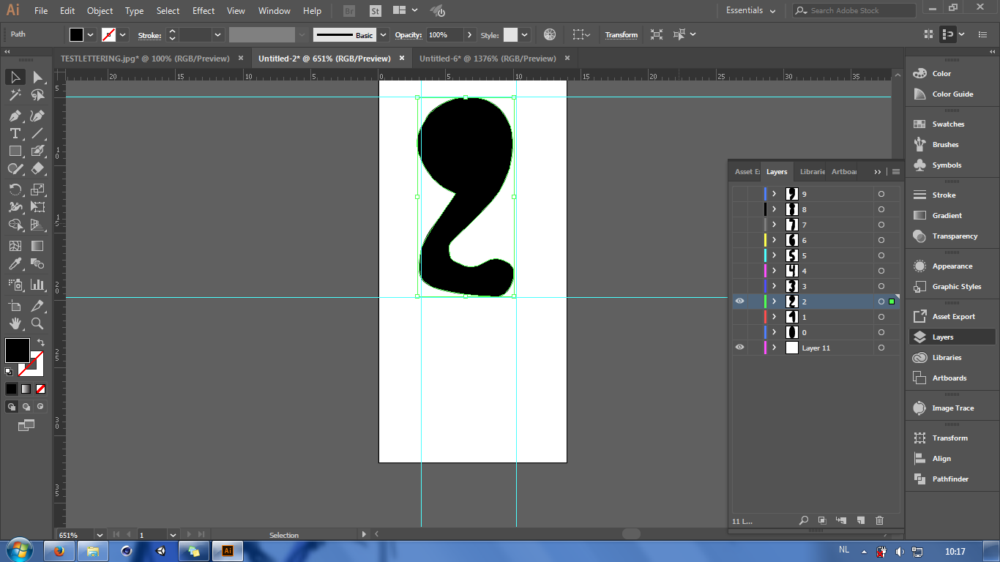 Ai File Edit Object Type Select Effect View Window Help Br St Essentials Search Adobe Stock
Path Stroke: Basic Opacity: 100% Style: Transform
TESTLETTERING.jpg* @ 100% (RGB/Preview) × Untitled-2* @ 651% (RGB/Preview) × Untitled-6* @ 1376% (RGB/Preview) ×
20 15 10 5 0 5 10 15 20 25 30 35
5
10
15
20
25
30
35
Asset E Layers Librarie Artboar
9
8
7
6
5
4
3
2
1
0
Layer 11
11 L...
Color
Color Guide
Swatches
Brushes
Symbols
Stroke
Gradient
Transparency
Appearance
Graphic Styles
Asset Export
Layers
Libraries
Artboards
Image Trace
Transform
Align
Pathfinder
651% 1 Selection
Ai NL 10:17